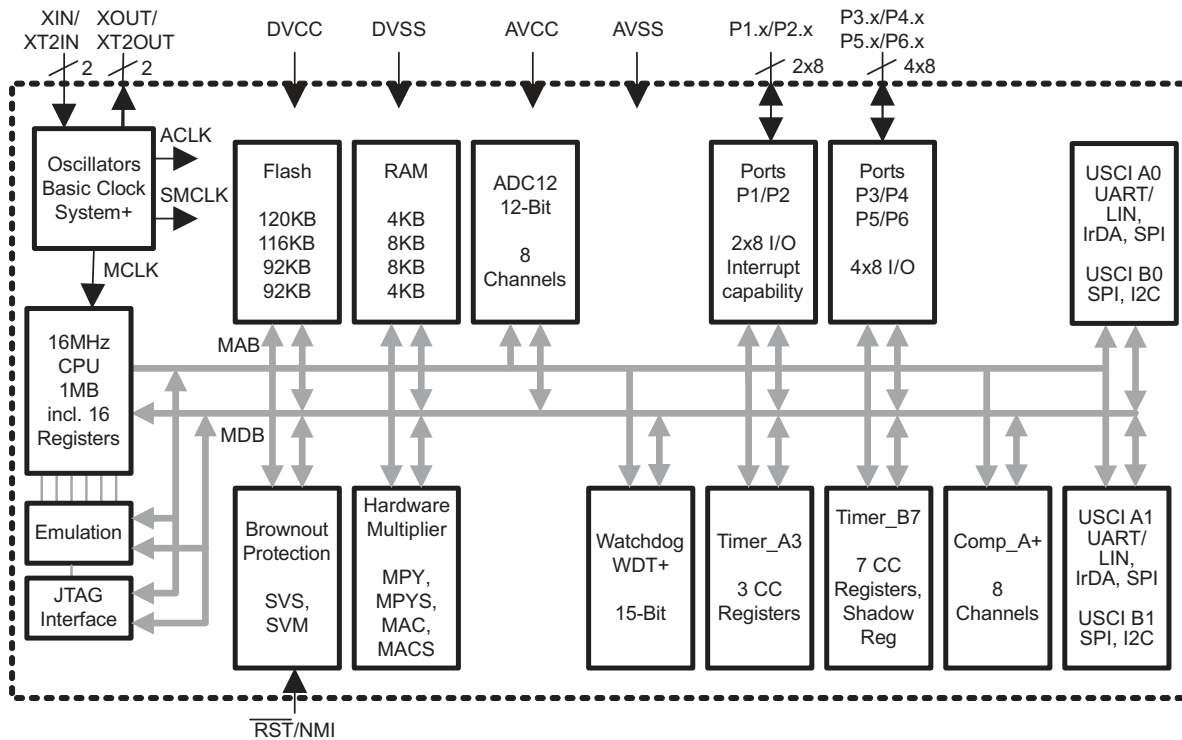 XIN/
XT2IN
XOUT/
XT2OUT
DVCC
DVSS
AVCC
AVSS
P1.x/P2.x
P3.x/P4.x
P5.x/P6.x
2
2
2x8
4x8
Oscillators
Basic Clock
System+
ACLK
SMCLK
MCLK
Flash
120KB
116KB
92KB
92KB
RAM
4KB
8KB
8KB
4KB
ADC12
12-Bit
8
Channels
Ports
P1/P2
2x8 I/O
Interrupt
capability
Ports
P3/P4
P5/P6
4x8 I/O
USCI A0
UART/
LIN,
IrDA, SPI
USCI B0
SPI, I2C
16MHz
CPU
1MB
incl. 16
Registers
MAB
MDB
Emulation
JTAG
Interface
Brownout
Protection
SVS,
SVM
Hardware
Multiplier
MPY,
MPYS,
MAC,
MACS
Watchdog
WDT+
15-Bit
Timer_A3
3 CC
Registers
Timer_B7
7 CC
Registers,
Shadow
Reg
Comp_A+
8
Channels
USCI A1
UART/
LIN,
IrDA, SPI
USCI B1
SPI, I2C
RST/NMI